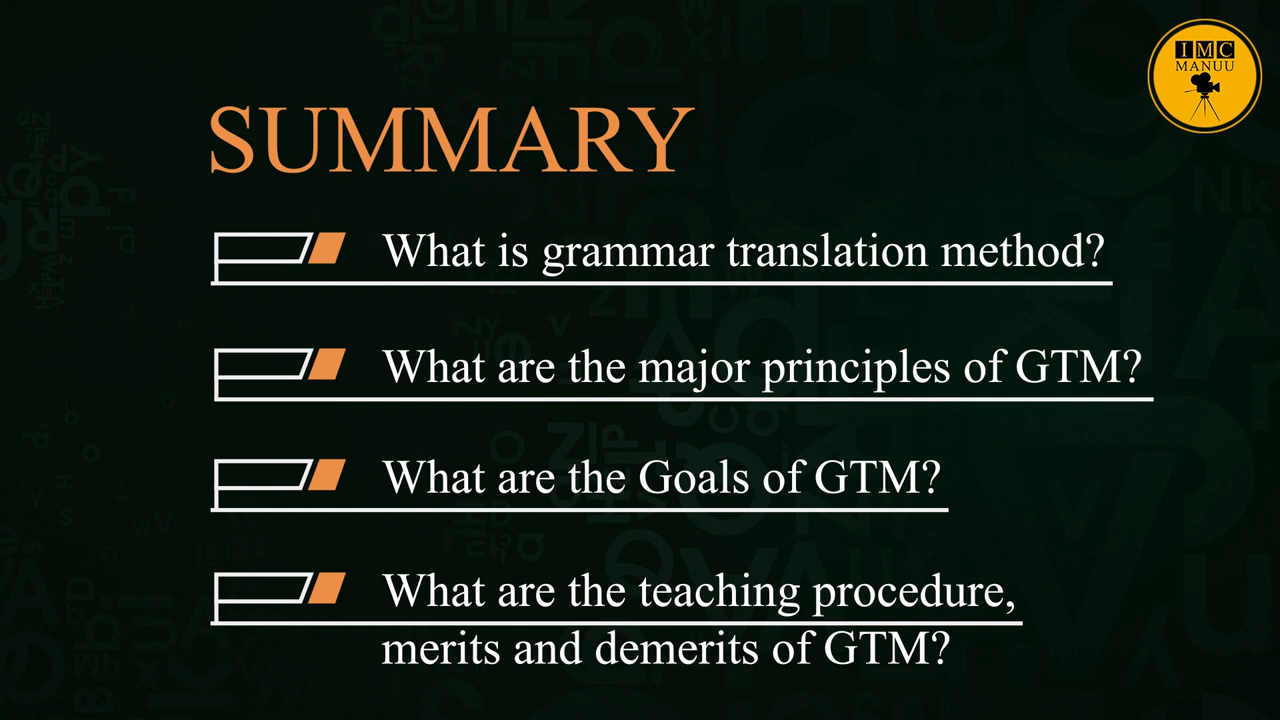 IMC
MANUU
SUMMARY
What is grammar translation method?
What are the major principles of GTM?
What are the Goals of GTM?
What are the teaching procedure,
merits and demerits of GTM?